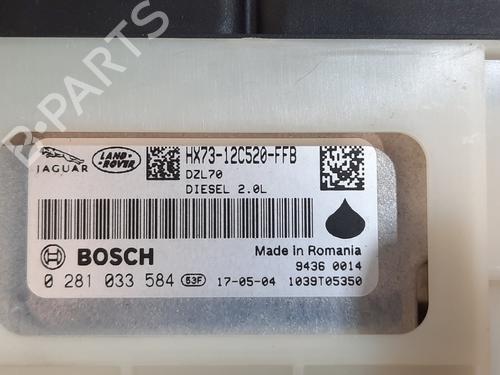 B-PARTS
JAGUAR
LAND
ROVER
HX73-12C520-FFB
DZL70
DIESEL 2.0L
BOSCH
Made in Romania
9436 0014
0 281 033 584 53F 17-05-04 1039T05350